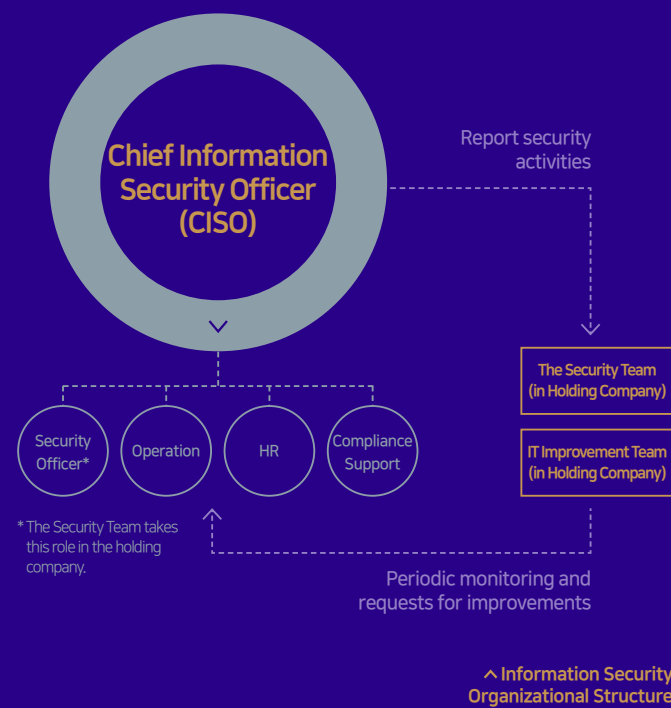 Chief Information
Security Officer
(CISO)
Report security
activities
The Security Team
(in Holding Company)
IT Improvement Team
(in Holding Company)
Security
Officer*
Operation
HR
Compliance
Support
* The Security Team takes
this role in the holding
company.
Periodic monitoring and
requests for improvements
Information Security
Organizational Structure